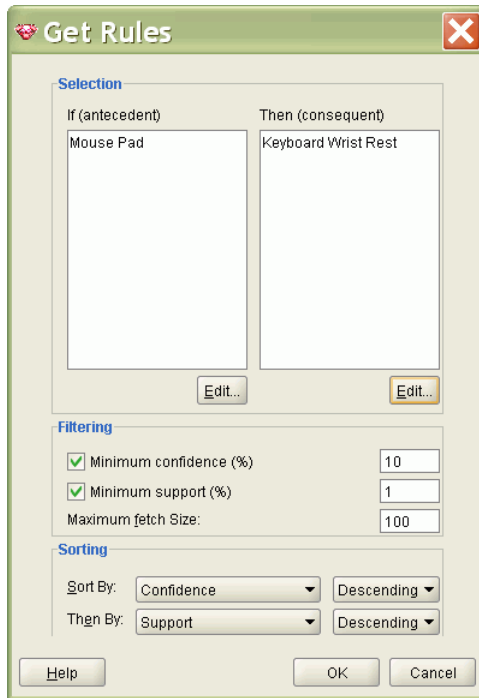 Get Rules
Selection
If (antecedent) Then (consequent)
Mouse Pad Keyboard Wrist Rest
Edit... Edit...
Filtering
Minimum confidence (%) 10
Minimum support (%) 1
Maximum fetch Size: 100
Sorting
Sort By: Confidence Descending
Then By: Support Descending
Help OK Cancel